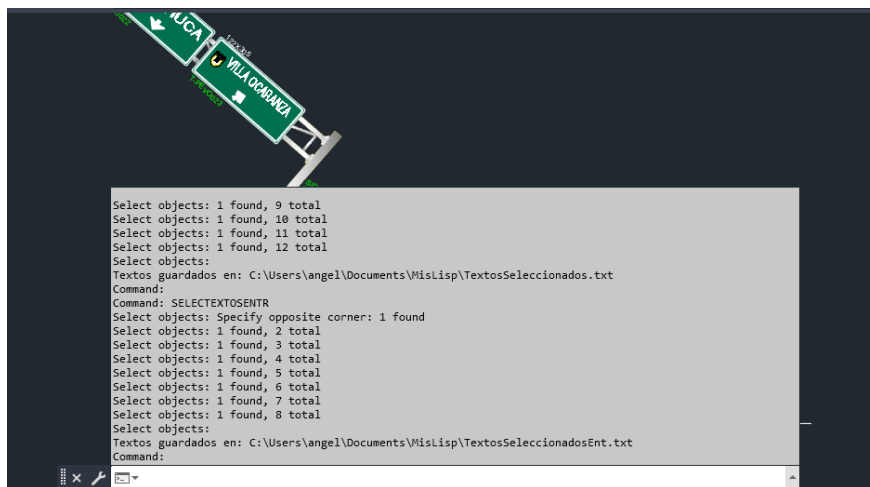 VILLA OCARANZA
Select objects: 1 found, 9 total
Select objects: 1 found, 10 total
Select objects: 1 found, 11 total
Select objects: 1 found, 12 total
Select objects:
Textos guardados en: C:\Users\angel\Documents\MisLisp\TextosSeleccionados.txt
Command:
Command: SELECTEXTOSENTR
Select objects: Specify opposite corner: 1 found
Select objects: 1 found, 2 total
Select objects: 1 found, 3 total
Select objects: 1 found, 4 total
Select objects: 1 found, 5 total
Select objects: 1 found, 6 total
Select objects: 1 found, 7 total
Select objects: 1 found, 8 total
Select objects:
Textos guardados en: C:\Users\angel\Documents\MisLisp\TextosSeleccionadosEnt.txt
Command: